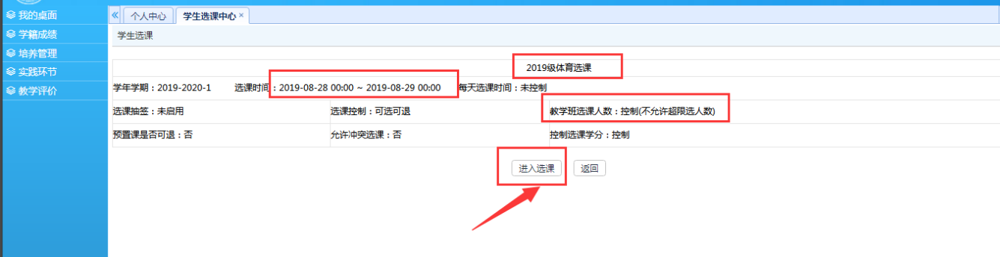 我的桌面
学籍成绩
培养管理
实践环节
教学评价
个人中心 学生选课中心
学生选课
2019级体育选课
学年学期：2019-2020-1 选课时间：2019-08-28 00:00 ~ 2019-08-29 00:00 每天选课时间：未控制
选课抽签：未启用 选课控制：可选可退 教学班选课人数：控制(不允许超限选人数)
预置课是否可退：否 允许冲突选课：否 控制选课学分：控制
进入选课 返回